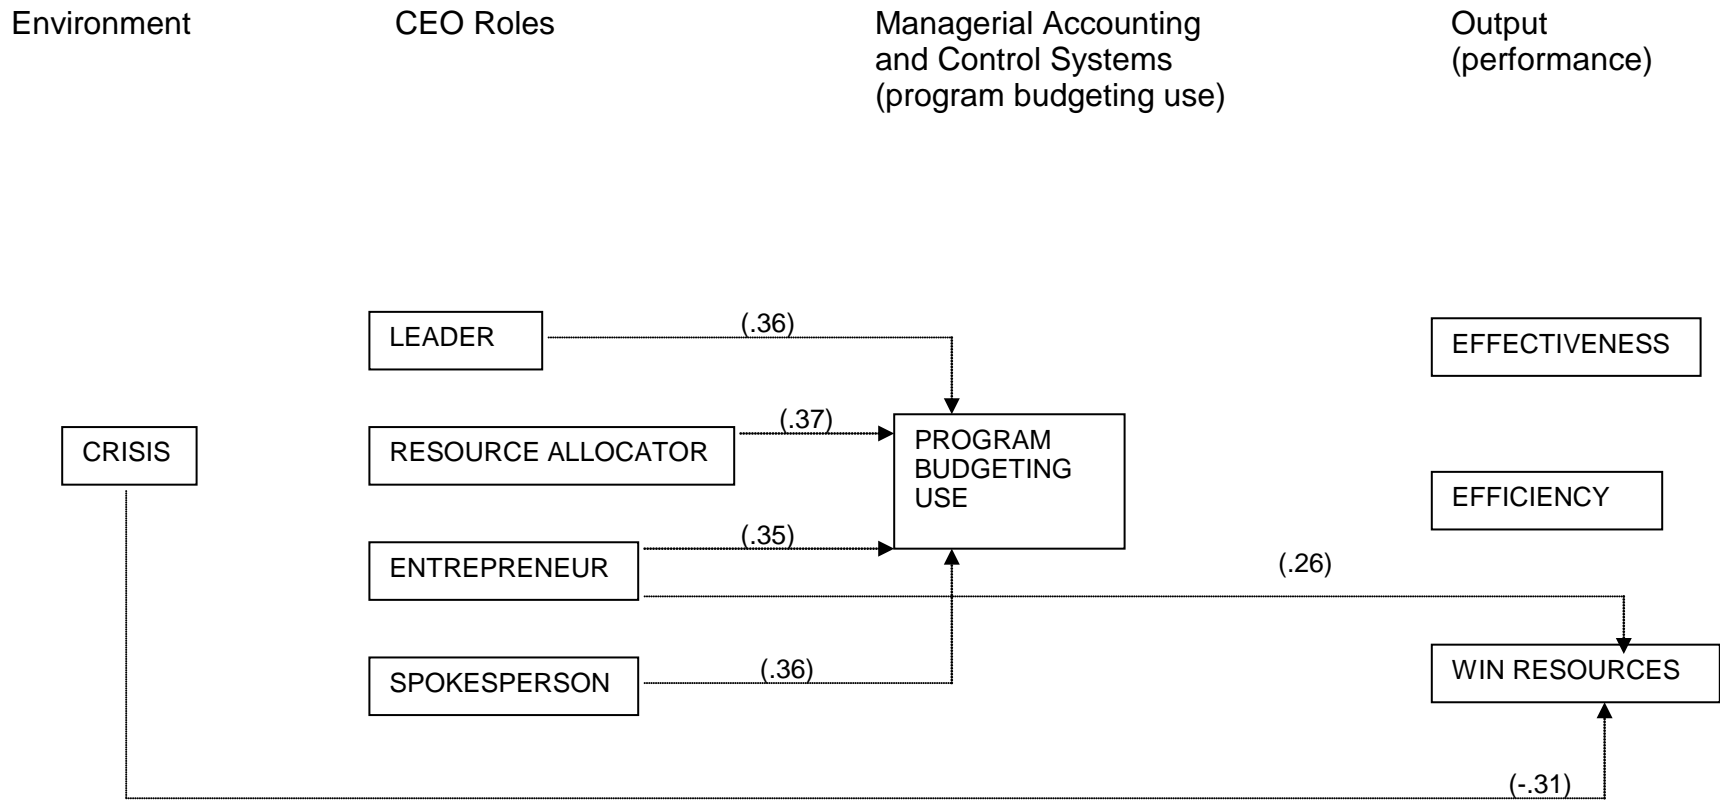 Environment
CEO Roles
Managerial Accounting
and Control Systems
(program budgeting use)
Output
(performance)
LEADER
(.36)
EFFECTIVENESS
CRISIS
RESOURCE ALLOCATOR
(.37)
PROGRAM
BUDGETING
USE
EFFICIENCY
ENTREPRENEUR
(.35)
(.26)
SPOKESPERSON
(.36)
WIN RESOURCES
(-.31)